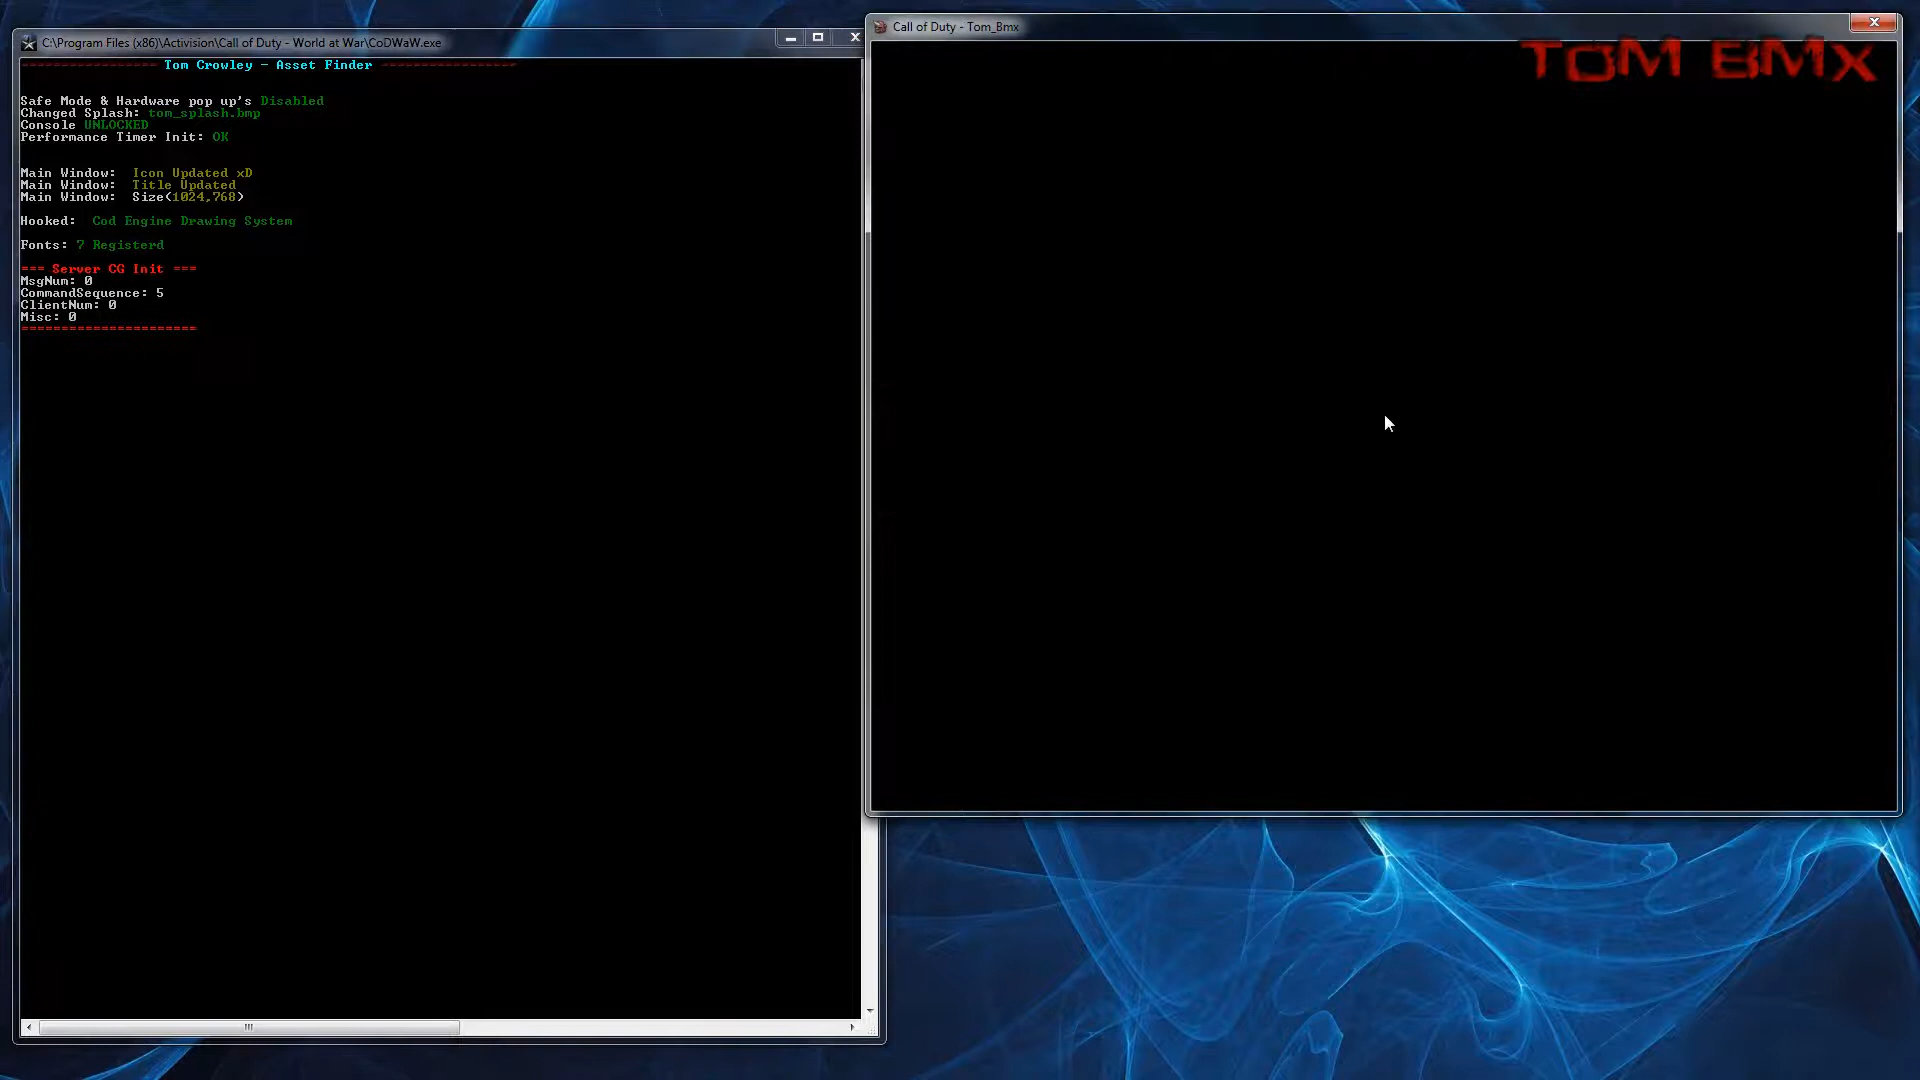 C:\Program Files (x86)\Activision\Call of Duty - World at War\CoDWaW.exe
----------------- Tom Crowley - Asset Finder -----------------
Safe Mode & Hardware pop up's Disabled
Changed Splash: tom_splash.bmp
Console UNLOCKED
Performance Timer Init: OK
Main Window:  Icon Updated xD
Main Window:  Title Updated
Main Window:  Size(1024,768)
Hooked:  Cod Engine Drawing System
Fonts: 7 Registerd
=== Server CG Init ===
MsgNum: 0
CommandSequence: 5
ClientNum: 0
Misc: 0
======================
Call of Duty - Tom_Bmx
TOM BMX